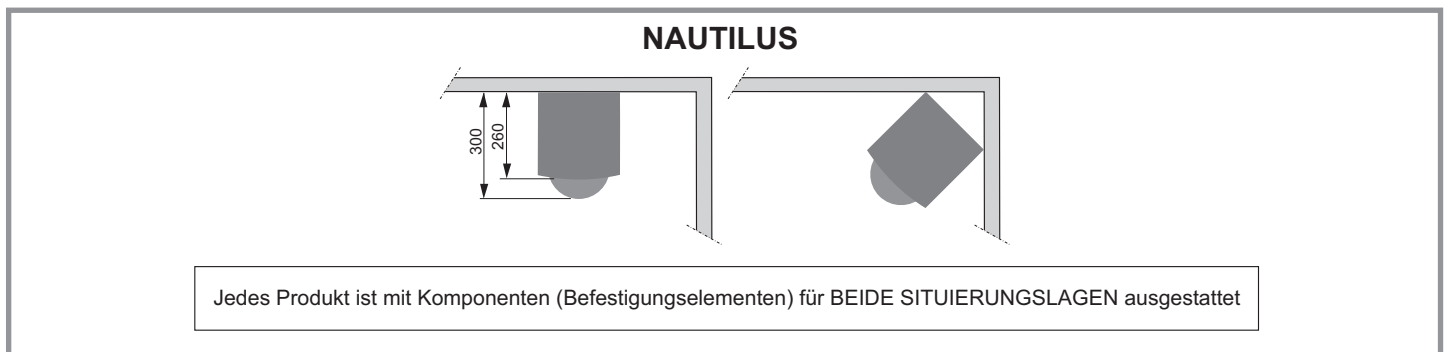 NAUTILUS
300
260
Jedes Produkt ist mit Komponenten (Befestigungselementen) für BEIDE SITUIERUNGSLAGEN ausgestattet